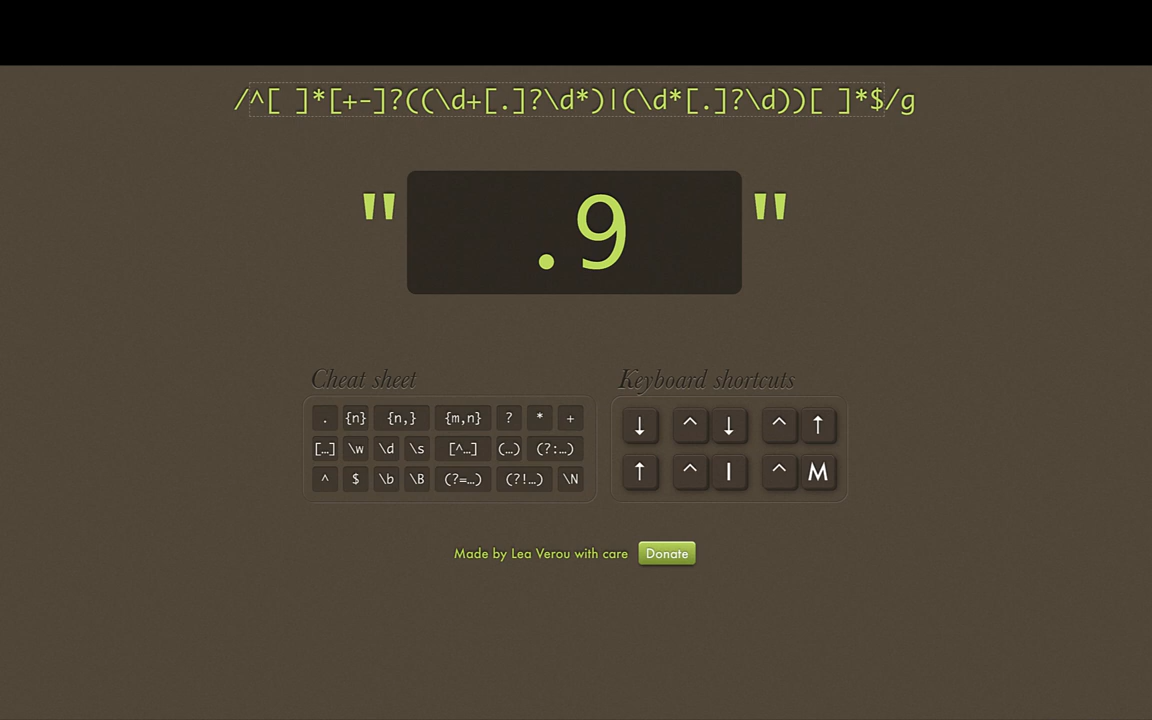 /^[ ]*[+-]?((\d+[.]?\d*)|(\d*[.]?\d))[ ]*$/g
" .9 "
Cheat sheet
. {n} {n,} {m,n} ? * +
[…] \w \d \s [^…] (…) (?:…)
^ $ \b \B (?=…) (?!…) \N
Keyboard shortcuts
↓ ^ ↓ ^ ↑
↑ ^ I ^ M
Made by Lea Verou with care Donate